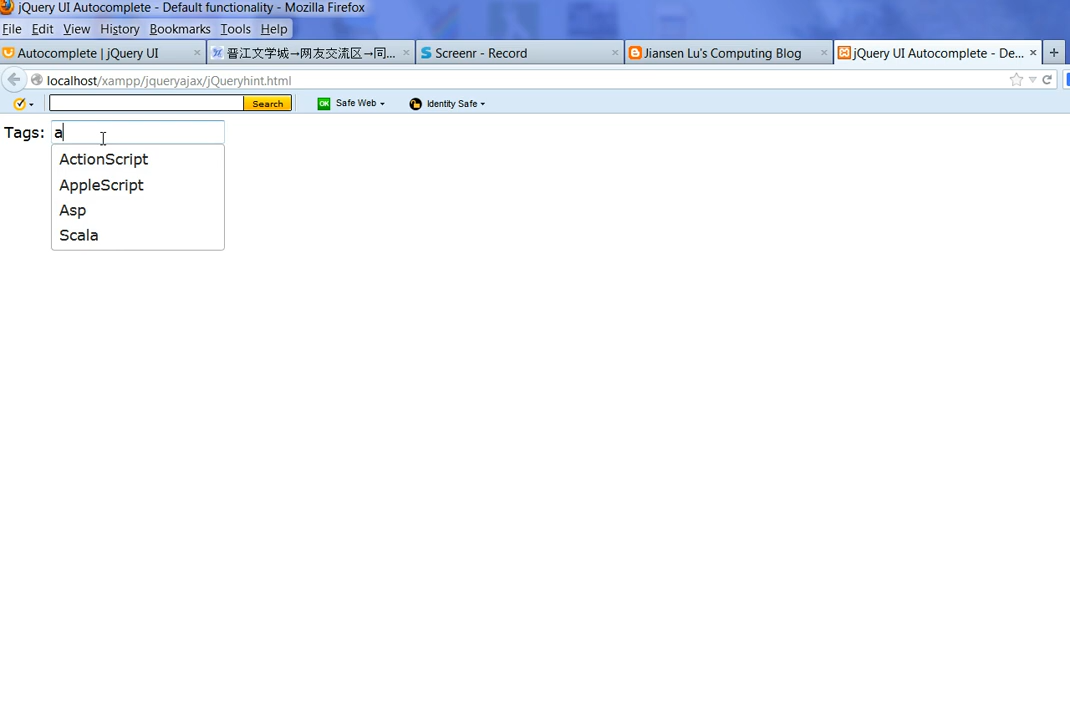 jQuery UI Autocomplete - Default functionality - Mozilla Firefox
File Edit View History Bookmarks Tools Help
Autocomplete | jQuery UI × 晋江文学城→网友交流区→同... × Screenr - Record × Jiansen Lu's Computing Blog × jQuery UI Autocomplete - De... × +
localhost/xampp/jqueryajax/jQueryhint.html
Search OK Safe Web Identity Safe
Tags: a
ActionScript
AppleScript
Asp
Scala